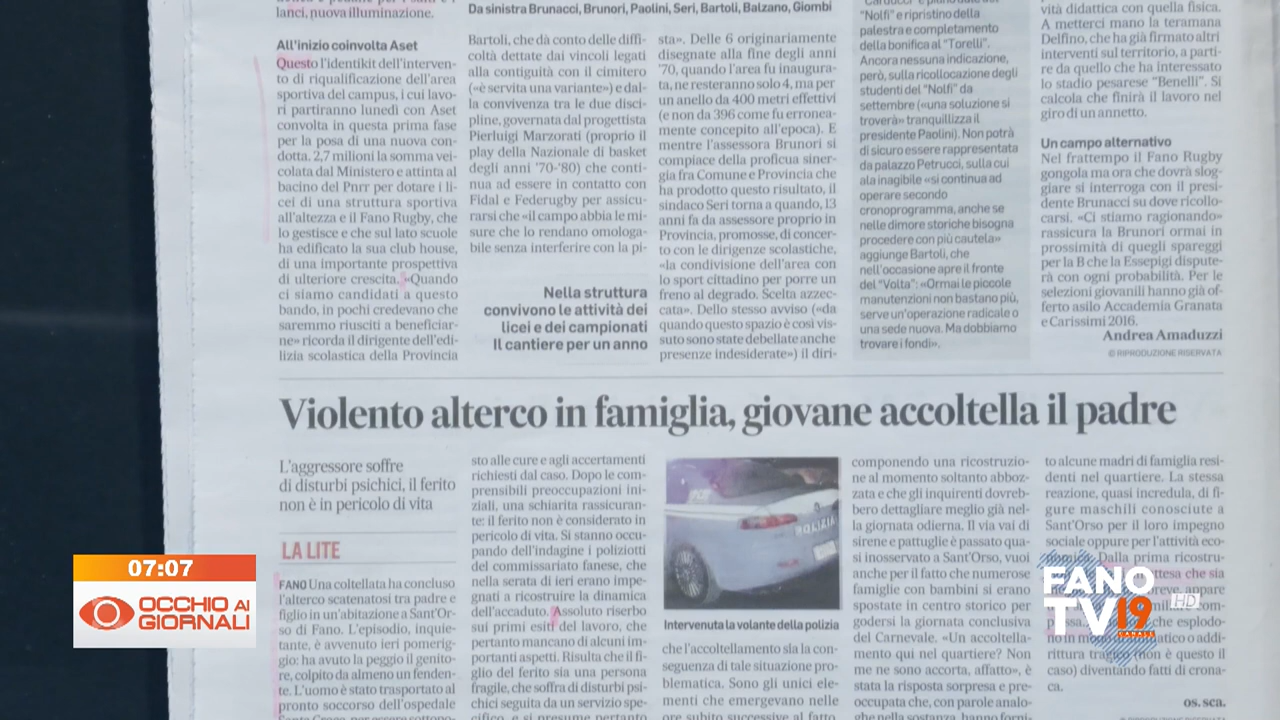 lanci, nuova illuminazione.
All'inizio coinvolta Aset
Questo l'identikit dell'interven-
to di riqualificazione dell'area
sportiva del campus, i cui lavo-
ri partiranno lunedì con Aset
convolta in questa prima fase
per la posa di una nuova con-
dotta. 2,7 milioni la somma vei-
colata dal Ministero e attinta al
bacino del Pnrr per dotare i li-
cei di una struttura sportiva
all'altezza e il Fano Rugby, che
lo gestisce e che sul lato scuole
ha edificato la sua club house,
di una importante prospettiva
di ulteriore crescita. «Quando
ci siamo candidati a questo
bando, in pochi credevano che
saremmo riusciti a beneficiar-
ne» ricorda il dirigente dell'edi-
lizia scolastica della Provincia
Da sinistra Brunacci, Brunori, Paolini, Seri, Bartoli, Balzano, Giombi
Bartoli, che dà conto delle diffi-
coltà dettate dai vincoli legati
alla contiguità con il cimitero
(«è servita una variante») e dal-
la convivenza tra le due disci-
pline, governata dal progettista
Pierluigi Marzorati (proprio il
play della Nazionale di basket
degli anni '70-'80) che conti-
nua ad essere in contatto con
Fidal e Federugby per assicu-
rarsi che «il campo abbia le mi-
sure che lo rendano omologa-
bile senza interferire con la pi-
Nella struttura
convivono le attività dei
licei e dei campionati
Il cantiere per un anno
sta». Delle 6 originariamente
disegnate alla fine degli anni
'70, quando l'area fu inaugura-
ta, ne resteranno solo 4, ma per
un anello da 400 metri effettivi
(e non da 396 come fu erronea-
mente concepito all'epoca). E
mentre l'assessora Brunori si
compiace della proficua siner-
gia fra Comune e Provincia che
ha prodotto questo risultato, il
sindaco Seri torna a quando, 13
anni fa da assessore proprio in
Provincia, promosse, di concer-
to con le dirigenze scolastiche,
«la condivisione dell'area con
lo sport cittadino per porre un
freno al degrado. Scelta azzec-
cata». Dello stesso avviso («da
quando questo spazio è così vis-
suto sono state debellate anche
presenze indesiderate») il diri-
"Nolfi" e ripristino della
palestra e completamento
della bonifica al "Torelli".
Ancora nessuna indicazione,
però, sulla ricollocazione degli
studenti del "Nolfi" da
settembre («una soluzione si
troverà» tranquillizza il
presidente Paolini). Non potrà
di sicuro essere rappresentata
da palazzo Petrucci, sulla cui
ala inagibile «si continua ad
operare secondo
cronoprogramma, anche se
nelle dimore storiche bisogna
procedere con più cautela»
aggiunge Bartoli, che
nell'occasione apre il fronte
del "Volta": «Ormai le piccole
manutenzioni non bastano più,
serve un'operazione radicale o
una sede nuova. Ma dobbiamo
trovare i fondi».
vità didattica con quella fisica.
A metterci mano la teramana
Delfino, che ha già firmato altri
interventi sul territorio, a parti-
re da quello che ha interessato
lo stadio pesarese "Benelli". Si
calcola che finirà il lavoro nel
giro di un annetto.
Un campo alternativo
Nel frattempo il Fano Rugby
gongola ma ora che dovrà slog-
giare si interroga con il presi-
dente Brunacci su dove ricollo-
carsi. «Ci stiamo ragionando»
rassicura la Brunori ormai in
prossimità di quegli spareggi
per la B che la Essepigi dispute-
rà con ogni probabilità. Per le
selezioni giovanili hanno già of-
ferto asilo Accademia Granata
e Carissimi 2016.
Andrea Amaduzzi
© RIPRODUZIONE RISERVATA
Violento alterco in famiglia, giovane accoltella il padre
L'aggressore soffre
di disturbi psichici, il ferito
non è in pericolo di vita
LA LITE
FANO Una coltellata ha concluso
l'alterco scatenatosi tra padre e
figlio in un'abitazione a Sant'Or-
so di Fano. L'episodio, inquie-
tante, è avvenuto ieri pomerig-
gio: ha avuto la peggio il genito-
re, colpito da almeno un fenden-
te. L'uomo è stato trasportato al
pronto soccorso dell'ospedale
sto alle cure e agli accertamenti
richiesti dal caso. Dopo le com-
prensibili preoccupazioni ini-
ziali, una schiarita rassicuran-
te: il ferito non è considerato in
pericolo di vita. Si stanno occu-
pando dell'indagine i poliziotti
del commissariato fanese, che
nella serata di ieri erano impe-
gnati a ricostruire la dinamica
dell'accaduto. Assoluto riserbo
sui primi esiti del lavoro, che
pertanto mancano di alcuni im-
portanti aspetti. Risulta che il fi-
glio del ferito sia una persona
fragile, che soffra di disturbi psi-
chici seguita da un servizio spe-
cifico, e si presume pertanto
POLIZIA
Intervenuta la volante della polizia
che l'accoltellamento sia la con-
seguenza di tale situazione pro-
blematica. Sono gli unici ele-
menti che emergevano nelle
ore subito successive al fatto,
componendo una ricostruzio-
ne al momento soltanto abboz-
zata e che gli inquirenti dovreb-
bero dettagliare meglio già nel-
la giornata odierna. Il via vai di
sirene e pattuglie è passato qua-
si inosservato a Sant'Orso, vuoi
anche per il fatto che numerose
famiglie con bambini si erano
spostate in centro storico per
godersi la giornata conclusiva
del Carnevale. «Un accoltella-
mento qui nel quartiere? Non
me ne sono accorta, affatto», è
stata la risposta sorpresa e pre-
occupata che, con parole analo-
ghe nella sostanza, hanno forni-
to alcune madri di famiglia resi-
denti nel quartiere. La stessa
reazione, quasi incredula, di fi-
gure maschili conosciute a
Sant'Orso per il loro impegno
sociale oppure per l'attività eco-
Dalla prima ricostru-
che sia
che esplodo-
o addi-
rittura tragico (non è questo il
caso) diventando fatti di crona-
ca.
os. sca.
07:07
OCCHIO AI
GIORNALI
FANO
TV19
CANALE
HD